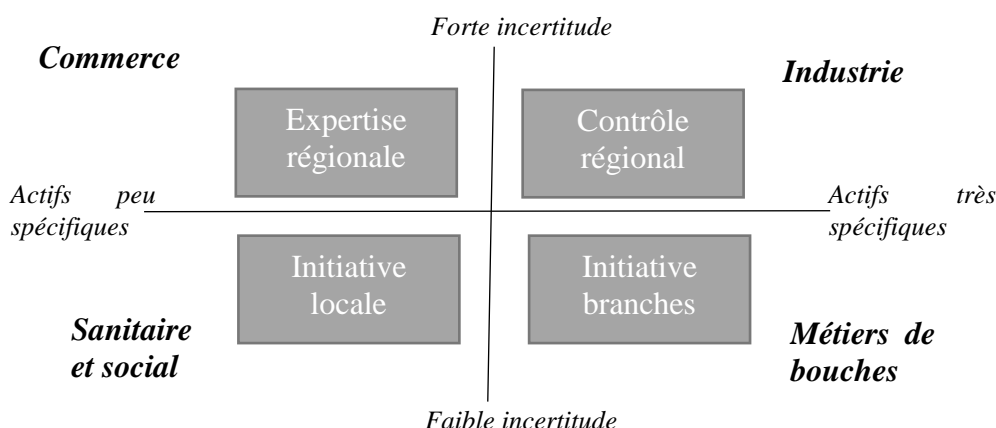 Forte incertitude
Commerce
Industrie
Expertise
régionale
Contrôle
régional
Actifs peu
spécifiques
Actifs très
spécifiques
Initiative
locale
Initiative
branches
Sanitaire
et social
Métiers de
bouches
Faible incertitude